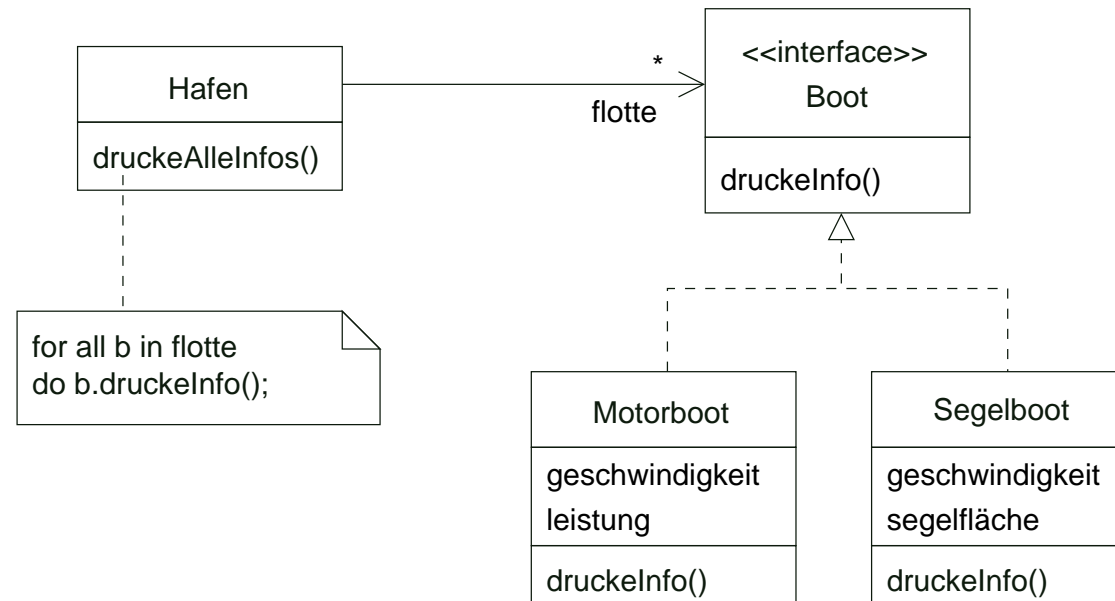 Hafen
druckeAlleInfos()
*
flotte
<<interface>>
Boot
druckeInfo()
for all b in flotte
do b.druckeInfo();
Motorboot
geschwindigkeit
leistung
druckeInfo()
Segelboot
geschwindigkeit
segelfläche
druckeInfo()